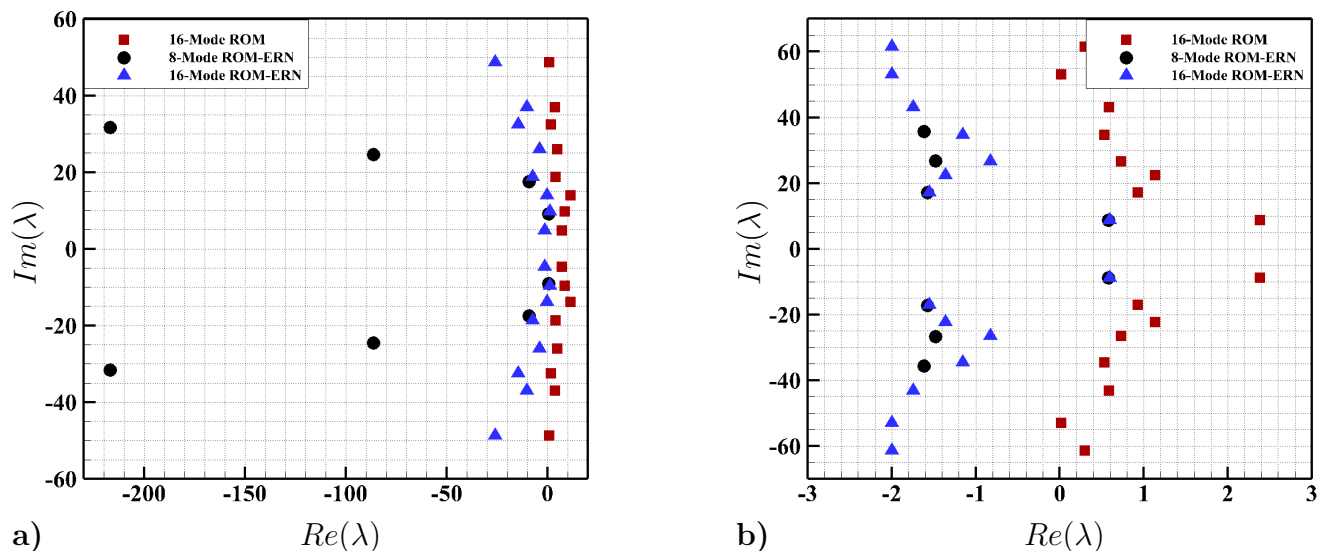 60
40
20
0
-20
-40
-60
-200
-150
-100
-50
0
16-Mode ROM
8-Mode ROM-ERN
16-Mode ROM-ERN
Im(λ)
Re(λ)
a)
60
40
20
0
-20
-40
-60
-3
-2
-1
0
1
2
3
16-Mode ROM
8-Mode ROM-ERN
16-Mode ROM-ERN
Im(λ)
Re(λ)
b)